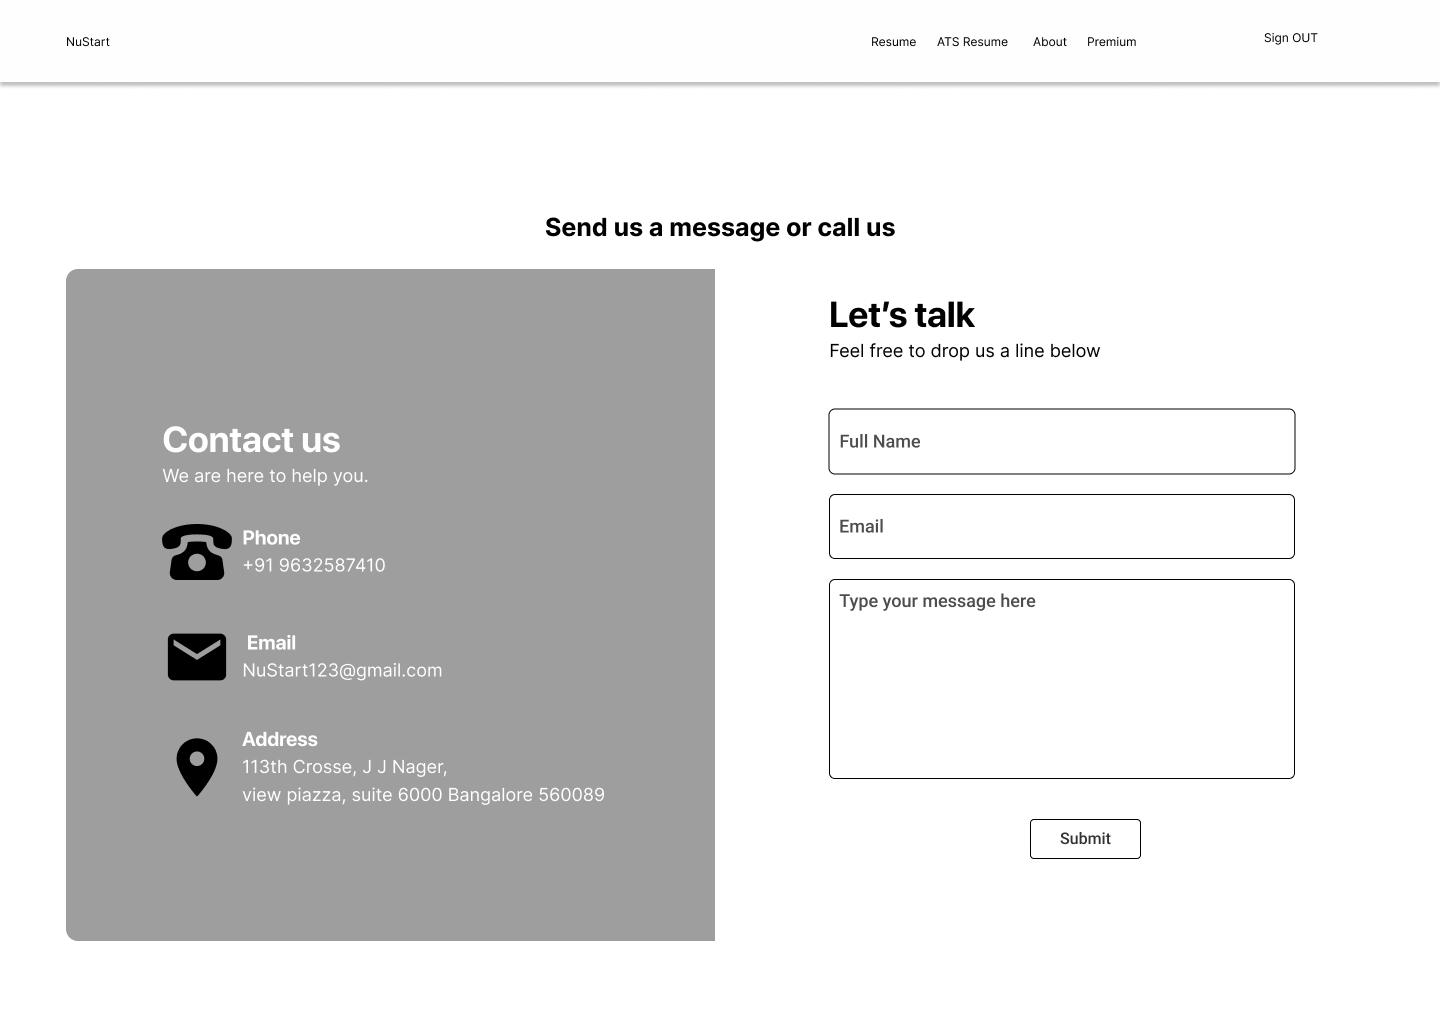 NuStart
Resume
ATS Resume
About
Premium
Sign OUT
Send us a message or call us
Contact us
We are here to help you.
Phone
+91 9632587410
Email
NuStart123@gmail.com
Address
113th Crosse, J J Nager,
view piazza, suite 6000 Bangalore 560089
Let’s talk
Feel free to drop us a line below
Full Name
Email
Type your message here
Submit